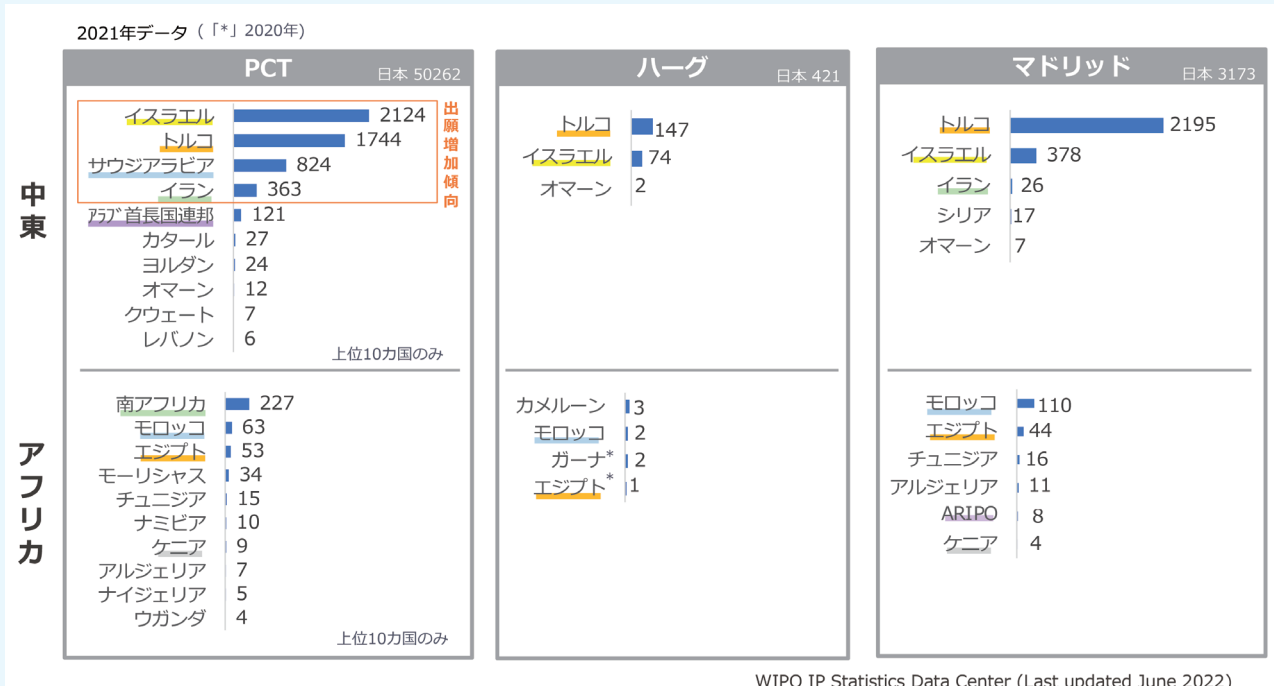 2021年データ(「*」2020年)
PCT 日本 50262
イスラエル 2124
トルコ 1744
サウジアラビア 824
イラン 363
出願増加傾向
ｱﾗﾌﾞ首長国連邦 121
カタール 27
ヨルダン 24
オマーン 12
クウェート 7
レバノン 6
上位10カ国のみ
ハーグ 日本 421
トルコ 147
イスラエル 74
オマーン 2
マドリッド 日本 3173
トルコ 2195
イスラエル 378
イラン 26
シリア 17
オマーン 7
中東
アフリカ
南アフリカ 227
モロッコ 63
エジプト 53
モーリシャス 34
チュニジア 15
ナミビア 10
ケニア 9
アルジェリア 7
ナイジェリア 5
ウガンダ 4
上位10カ国のみ
カメルーン 3
モロッコ 2
ガーナ* 2
エジプト* 1
モロッコ 110
エジプト 44
チュニジア 16
アルジェリア 11
ARIPO 8
ケニア 4
WIPO IP Statistics Data Center (Last updated June 2022)